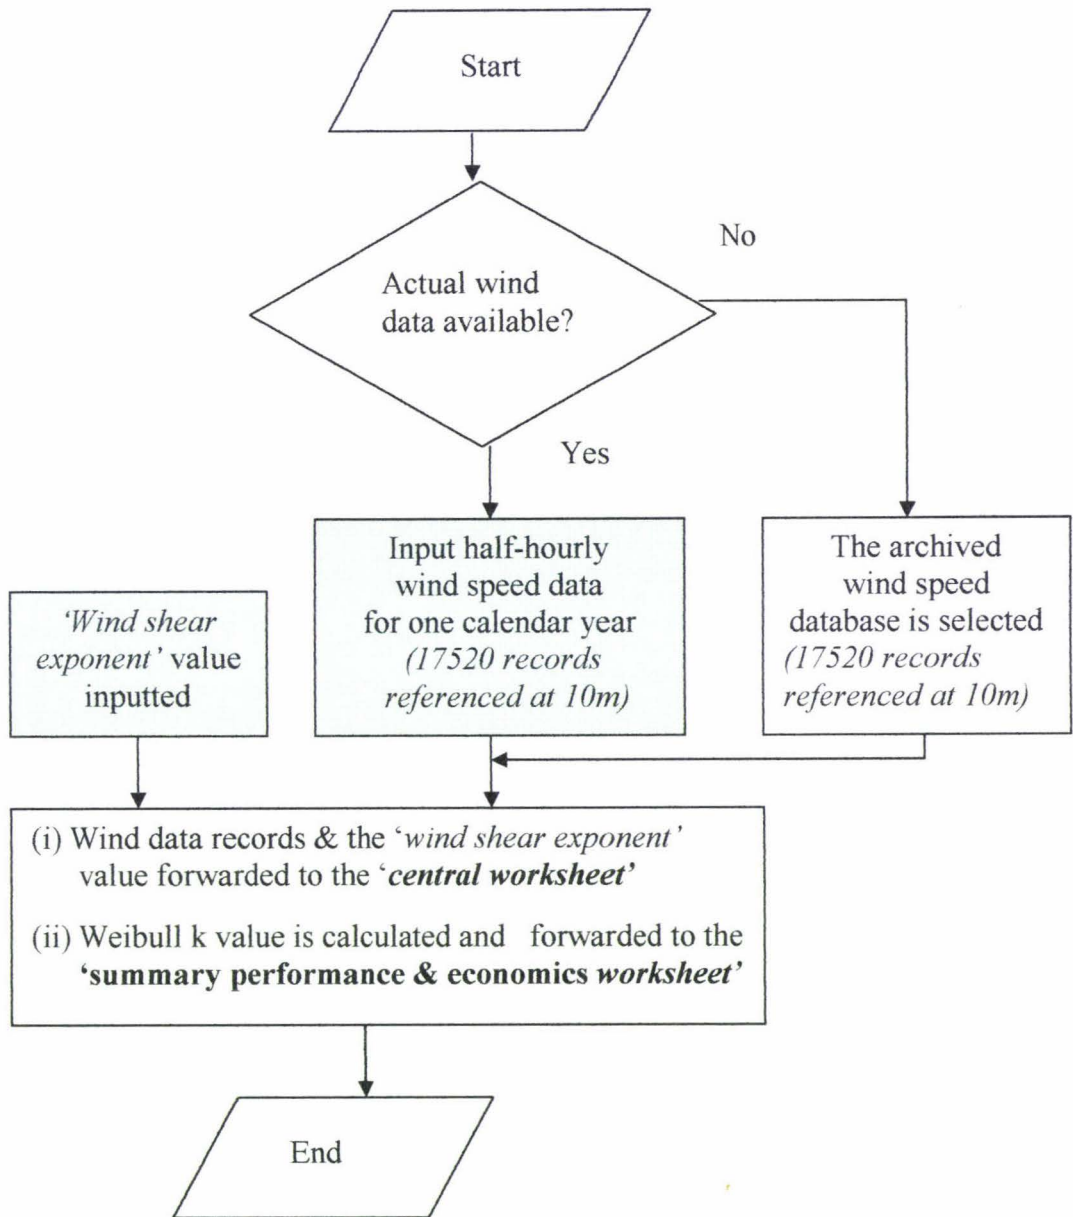 Start
No
Actual wind
data available?
Yes
Input half-hourly
wind speed data
for one calendar year
(17520 records
referenced at 10m)
The archived
wind speed
database is selected
(17520 records
referenced at 10m)
‘Wind shear
exponent’ value
inputted
(i) Wind data records & the ‘wind shear exponent’
value forwarded to the ‘central worksheet’
(ii) Weibull k value is calculated and forwarded to the
‘summary performance & economics worksheet’
End